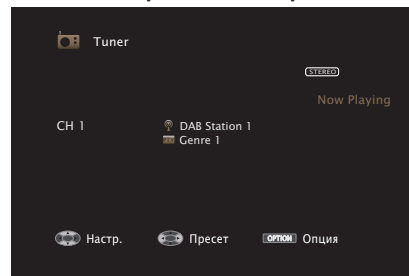 Tuner
STEREO
Now Playing
CH 1
DAB Station 1
Genre 1
Настр. Пресет OPTION Опция